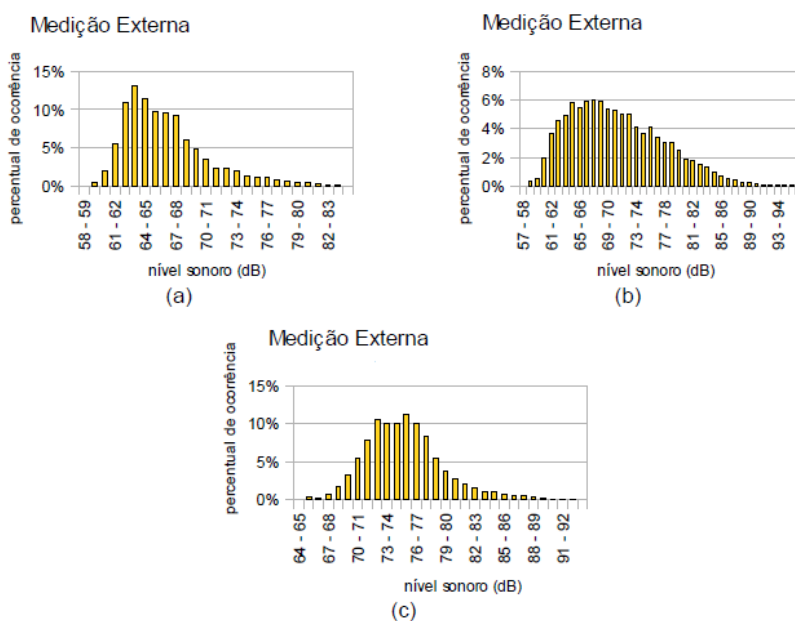 Medição Externa
percentual de ocorrência
15%
10%
5%
0%
58 - 59
61 - 62
64 - 65
67 - 68
70 - 71
73 - 74
76 - 77
79 - 80
82 - 83
nível sonoro (dB)
(a)
Medição Externa
percentual de ocorrência
8%
6%
4%
2%
0%
57 - 58
61 - 62
65 - 66
69 - 70
73 - 74
77 - 78
81 - 82
85 - 86
89 - 90
93 - 94
nível sonoro (dB)
(b)
Medição Externa
percentual de ocorrência
15%
10%
5%
0%
64 - 65
67 - 68
70 - 71
73 - 74
76 - 77
79 - 80
82 - 83
85 - 86
88 - 89
91 - 92
nível sonoro (dB)
(c)